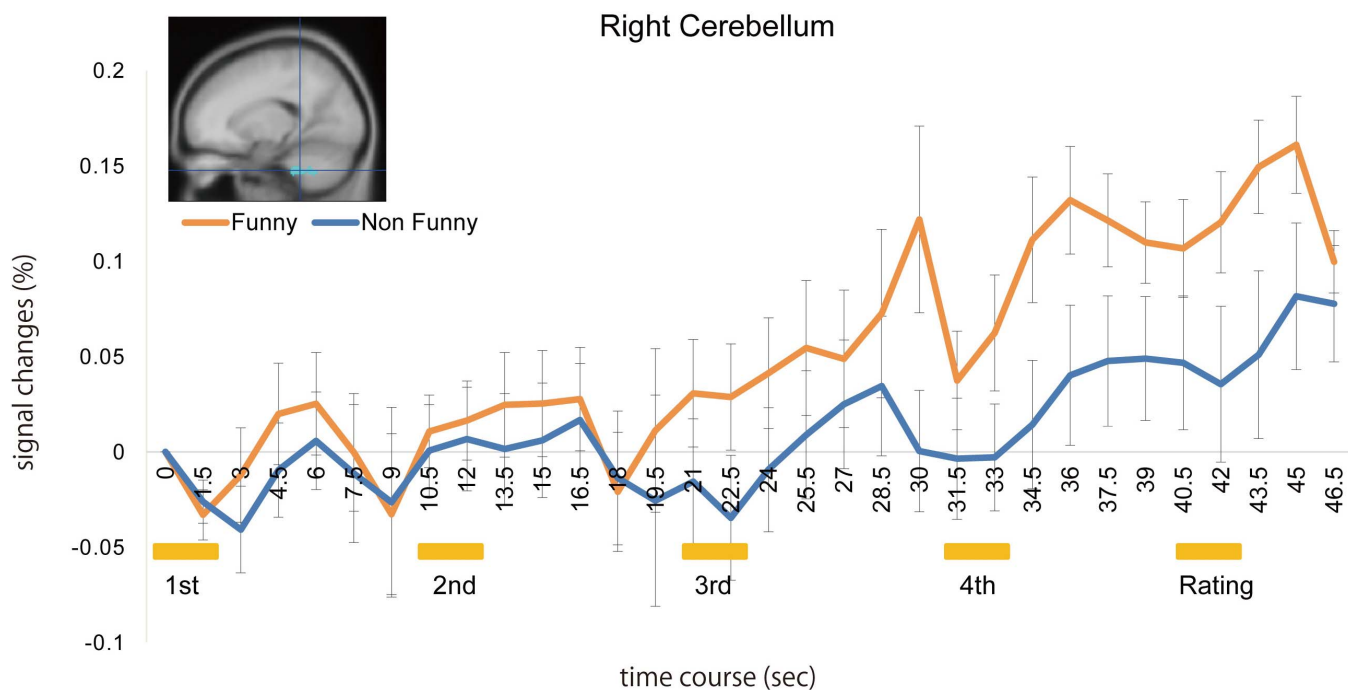 Right Cerebellum
0.2
0.15
0.1
0.05
0
-0.05
-0.1
signal changes (%)
Funny
Non Funny
0 1.5 3 4.5 6 7.5 9 10.5 12 13.5 15 16.5 18 19.5 21 22.5 24 25.5 27 28.5 30 31.5 33 34.5 36 37.5 39 40.5 42 43.5 45 46.5
1st 2nd 3rd 4th Rating
time course (sec)